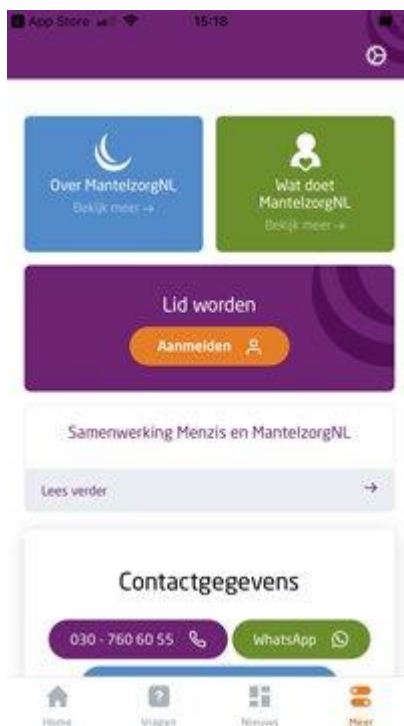 App Store
15:18
Over MantelzorgNL
Bekijk meer →
Wat doet
MantelzorgNL
Bekijk meer →
Lid worden
Aanmelden
Samenwerking Menzis en MantelzorgNL
Lees verder →
Contactgegevens
030 - 760 60 55
WhatsApp
Home
Vragen
Nieuws
Meer